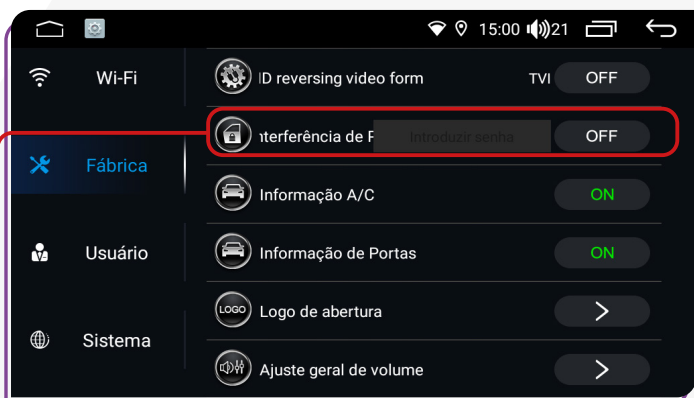 15:00 21
Wi-Fi
Fábrica
Usuário
Sistema
ID reversing video form TVI OFF
nterferência de F Introduzir senha OFF
Informação A/C ON
Informação de Portas ON
LOGO Logo de abertura
Ajuste geral de volume